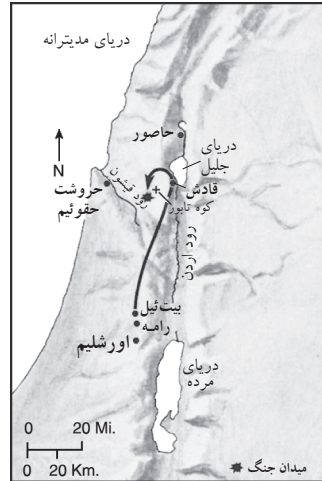 دریای مدیترانه
حاصور
دریای
جلیل
N
رود قیشون
حروشت
حقوئیم
قادش
کوه تابور
رود اردن
بیت‌ئیل
رامه
اورشلیم
دریای
مرده
0 20 Mi.
0 20 Km.
میدان جنگ